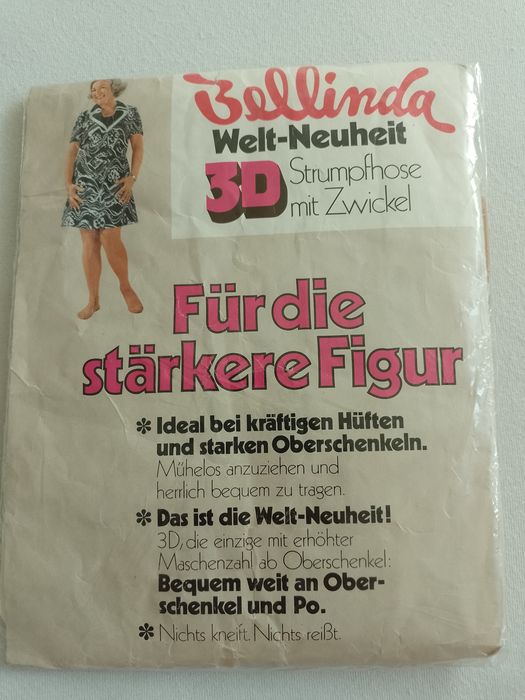 Bellinda
Welt-Neuheit
3D Strumpfhose
mit Zwickel
Für die
stärkere Figur
* Ideal bei kräftigen Hüften
und starken Oberschenkeln.
Mühelos anzuziehen und
herrlich bequem zu tragen.
* Das ist die Welt-Neuheit!
3D, die einzige mit erhöhter
Maschenzahl ab Oberschenkel:
Bequem weit an Ober-
schenkel und Po.
* Nichts kneift. Nichts reißt.